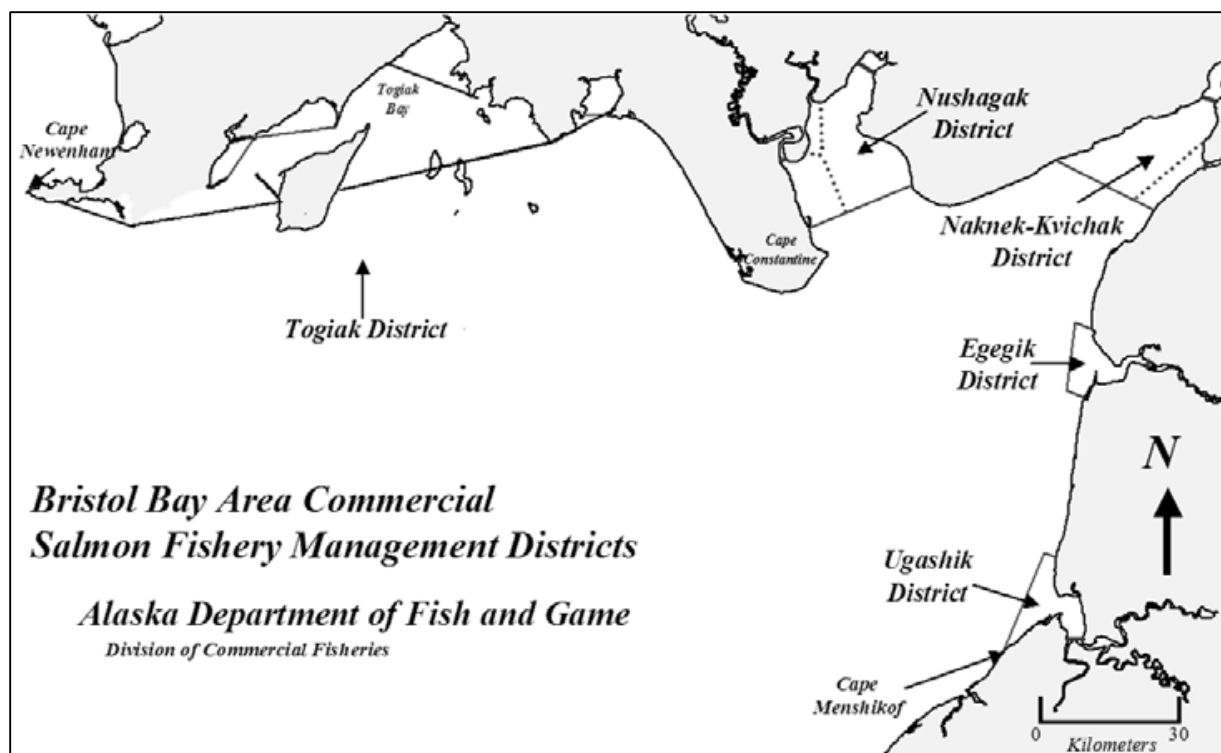 Togiak
Bay
Cape
Newenham
Nushagak
District
Naknek-Kvichak
District
Cape
Constantine
Togiak District
Egegik
District
N
Bristol Bay Area Commercial
Salmon Fishery Management Districts
Ugashik
District
Alaska Department of Fish and Game
Division of Commercial Fisheries
Cape
Menshikof
0 30
Kilometers